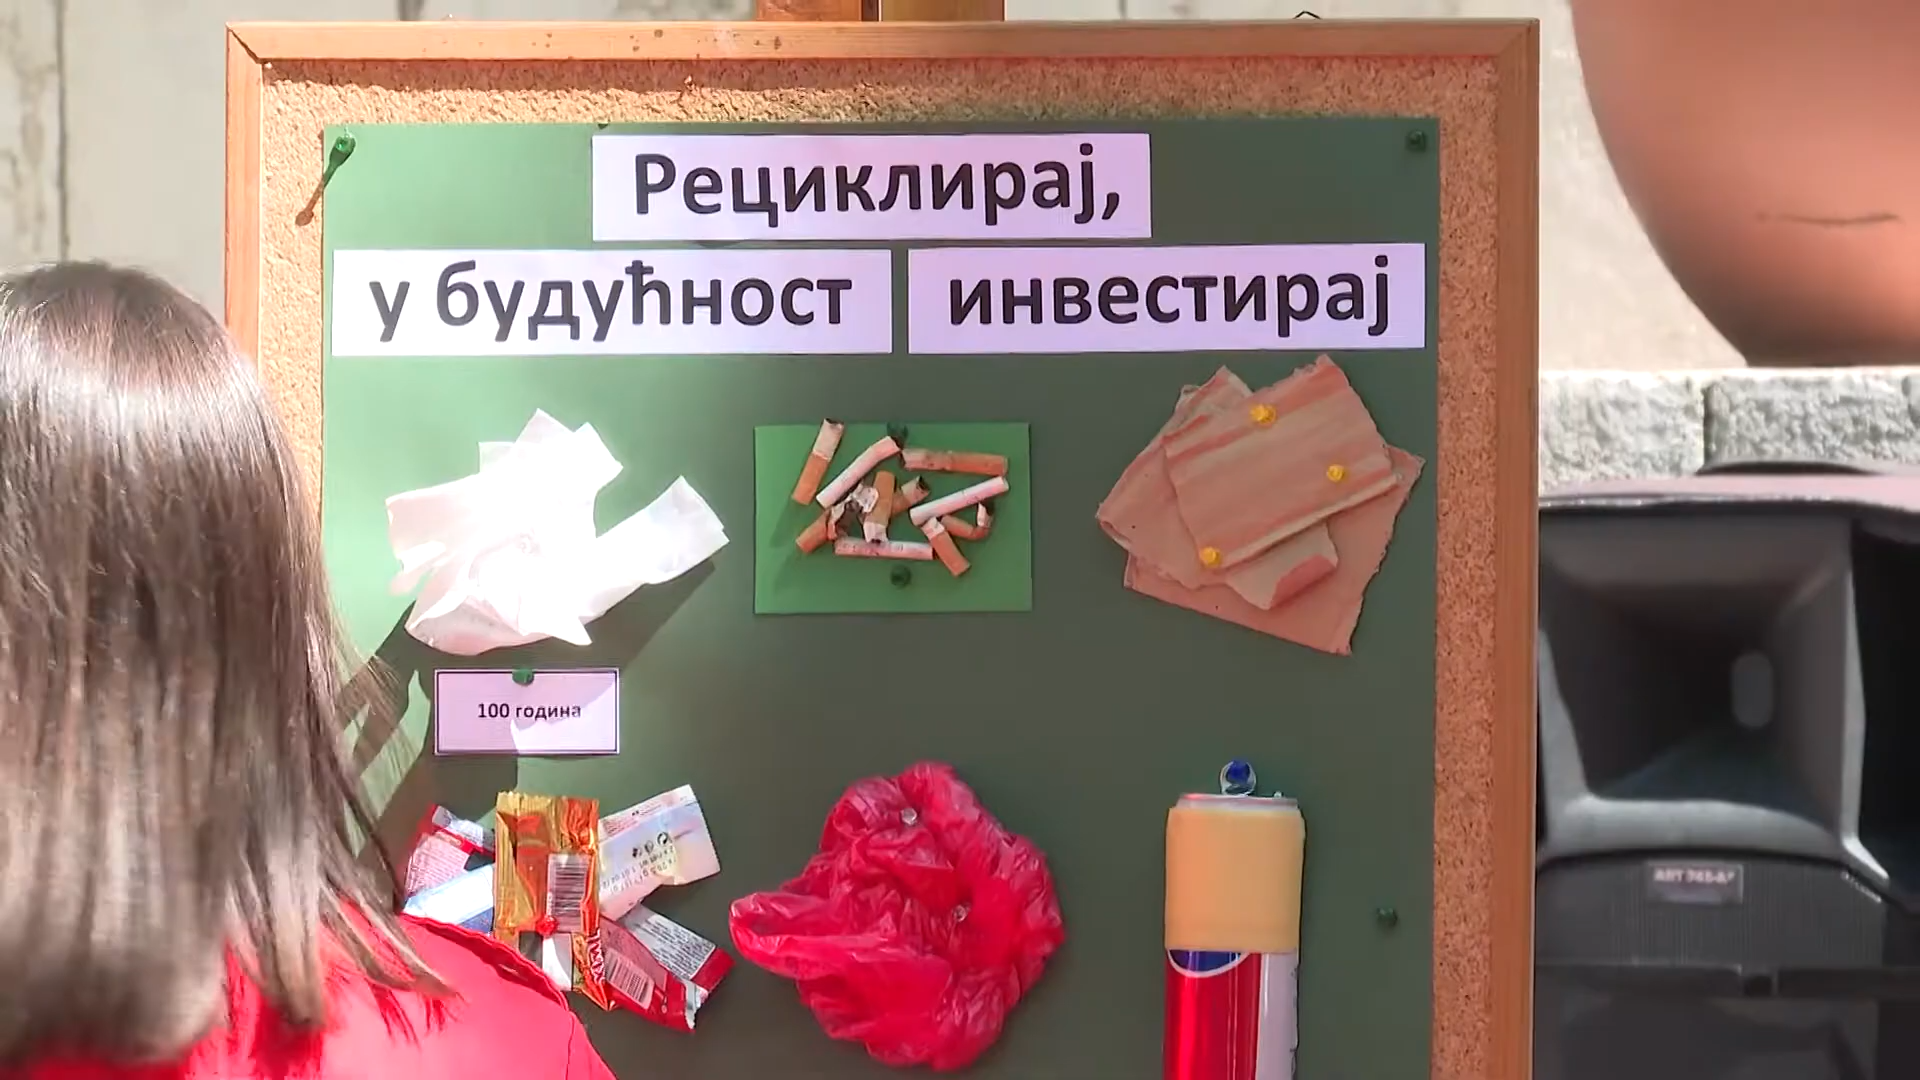 Рециклирај,
у будућност инвестирај
100 година